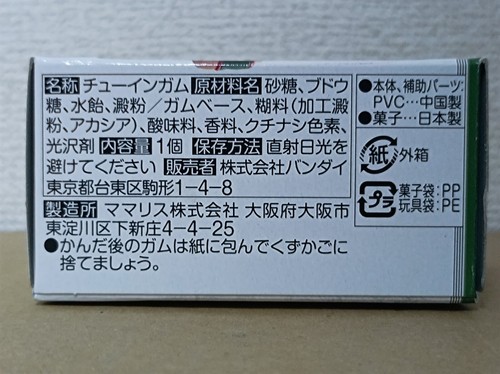 名称 チューインガム 原材料名 砂糖、ブドウ
糖、水飴、澱粉／ガムベース、糊料(加工澱
粉、アカシア)、酸味料、香料、クチナシ色素、
光沢剤 内容量 1個 保存方法 直射日光を
避けてください 販売者 株式会社バンダイ
東京都台東区駒形1-4-8
製造所 ママリス株式会社 大阪府大阪市
東淀川区下新庄4-4-25
●かんだ後のガムは紙に包んでくずかごに
捨てましょう。
●本体、補助パーツ:
PVC…中国製
●菓子…日本製
紙 外箱
プラ 菓子袋:PP
玩具袋:PE